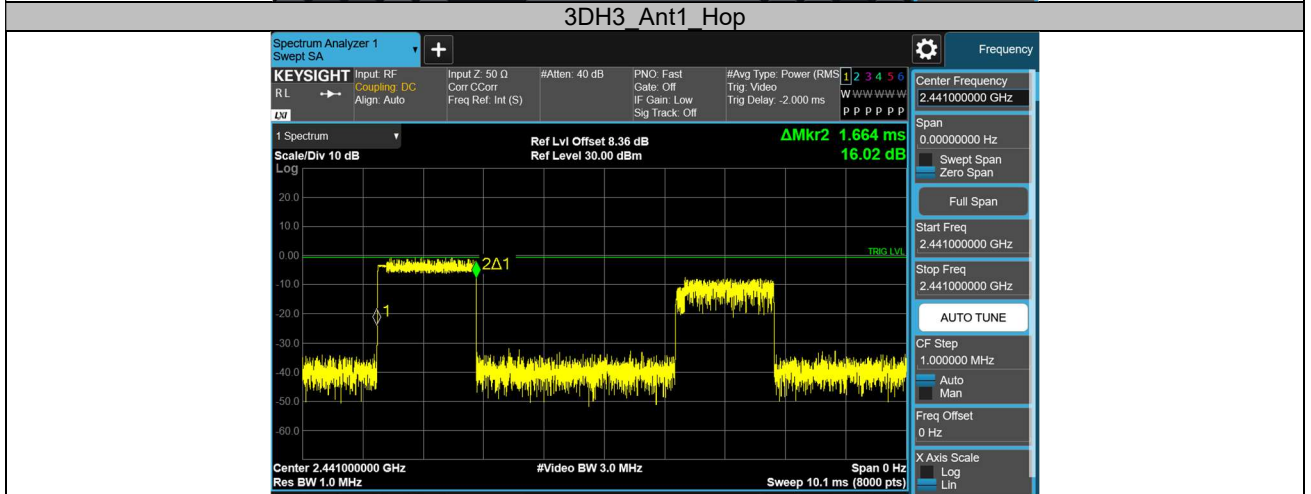 3DH3_Ant1_Hop
Spectrum Analyzer 1
Swept SA
+
Frequency
KEYSIGHT
RL
LXI
Input: RF
Coupling: DC
Align: Auto
Input Z: 50 Ω
Corr CCorr
Freq Ref: Int (S)
#Atten: 40 dB
PNO: Fast
Gate: Off
IF Gain: Low
Sig Track: Off
#Avg Type: Power (RMS
Trig: Video
Trig Delay: -2.000 ms
1 2 3 4 5 6
W W W W W W
P P P P P P
1 Spectrum
Scale/Div 10 dB
Log
Ref Lvl Offset 8.36 dB
Ref Level 30.00 dBm
ΔMkr2 1.664 ms
16.02 dB
20.0
10.0
0.00
-10.0
-20.0
-30.0
-40.0
-50.0
-60.0
TRIG LVL
2Δ1
1
Center 2.441000000 GHz
Res BW 1.0 MHz
#Video BW 3.0 MHz
Span 0 Hz
Sweep 10.1 ms (8000 pts)
Center Frequency
2.441000000 GHz
Span
0.00000000 Hz
Swept Span
Zero Span
Full Span
Start Freq
2.441000000 GHz
Stop Freq
2.441000000 GHz
AUTO TUNE
CF Step
1.000000 MHz
Auto
Man
Freq Offset
0 Hz
X Axis Scale
Log
Lin